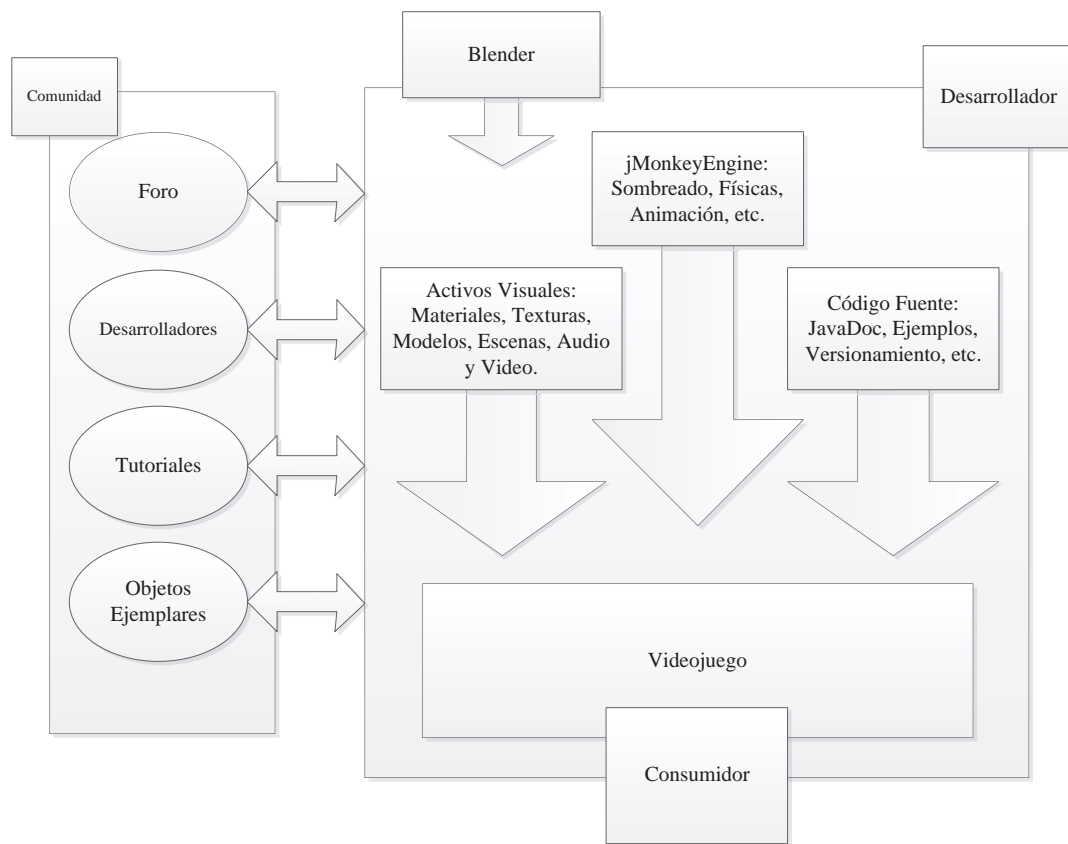 Blender
Comunidad
Desarrollador
Foro
jMonkeyEngine:
Sombreado, Físicas,
Animación, etc.
Desarrolladores
Activos Visuales:
Materiales, Texturas,
Modelos, Escenas, Audio
y Video.
Código Fuente:
JavaDoc, Ejemplos,
Versionamiento, etc.
Tutoriales
Objetos
Ejemplares
Videojuego
Consumidor